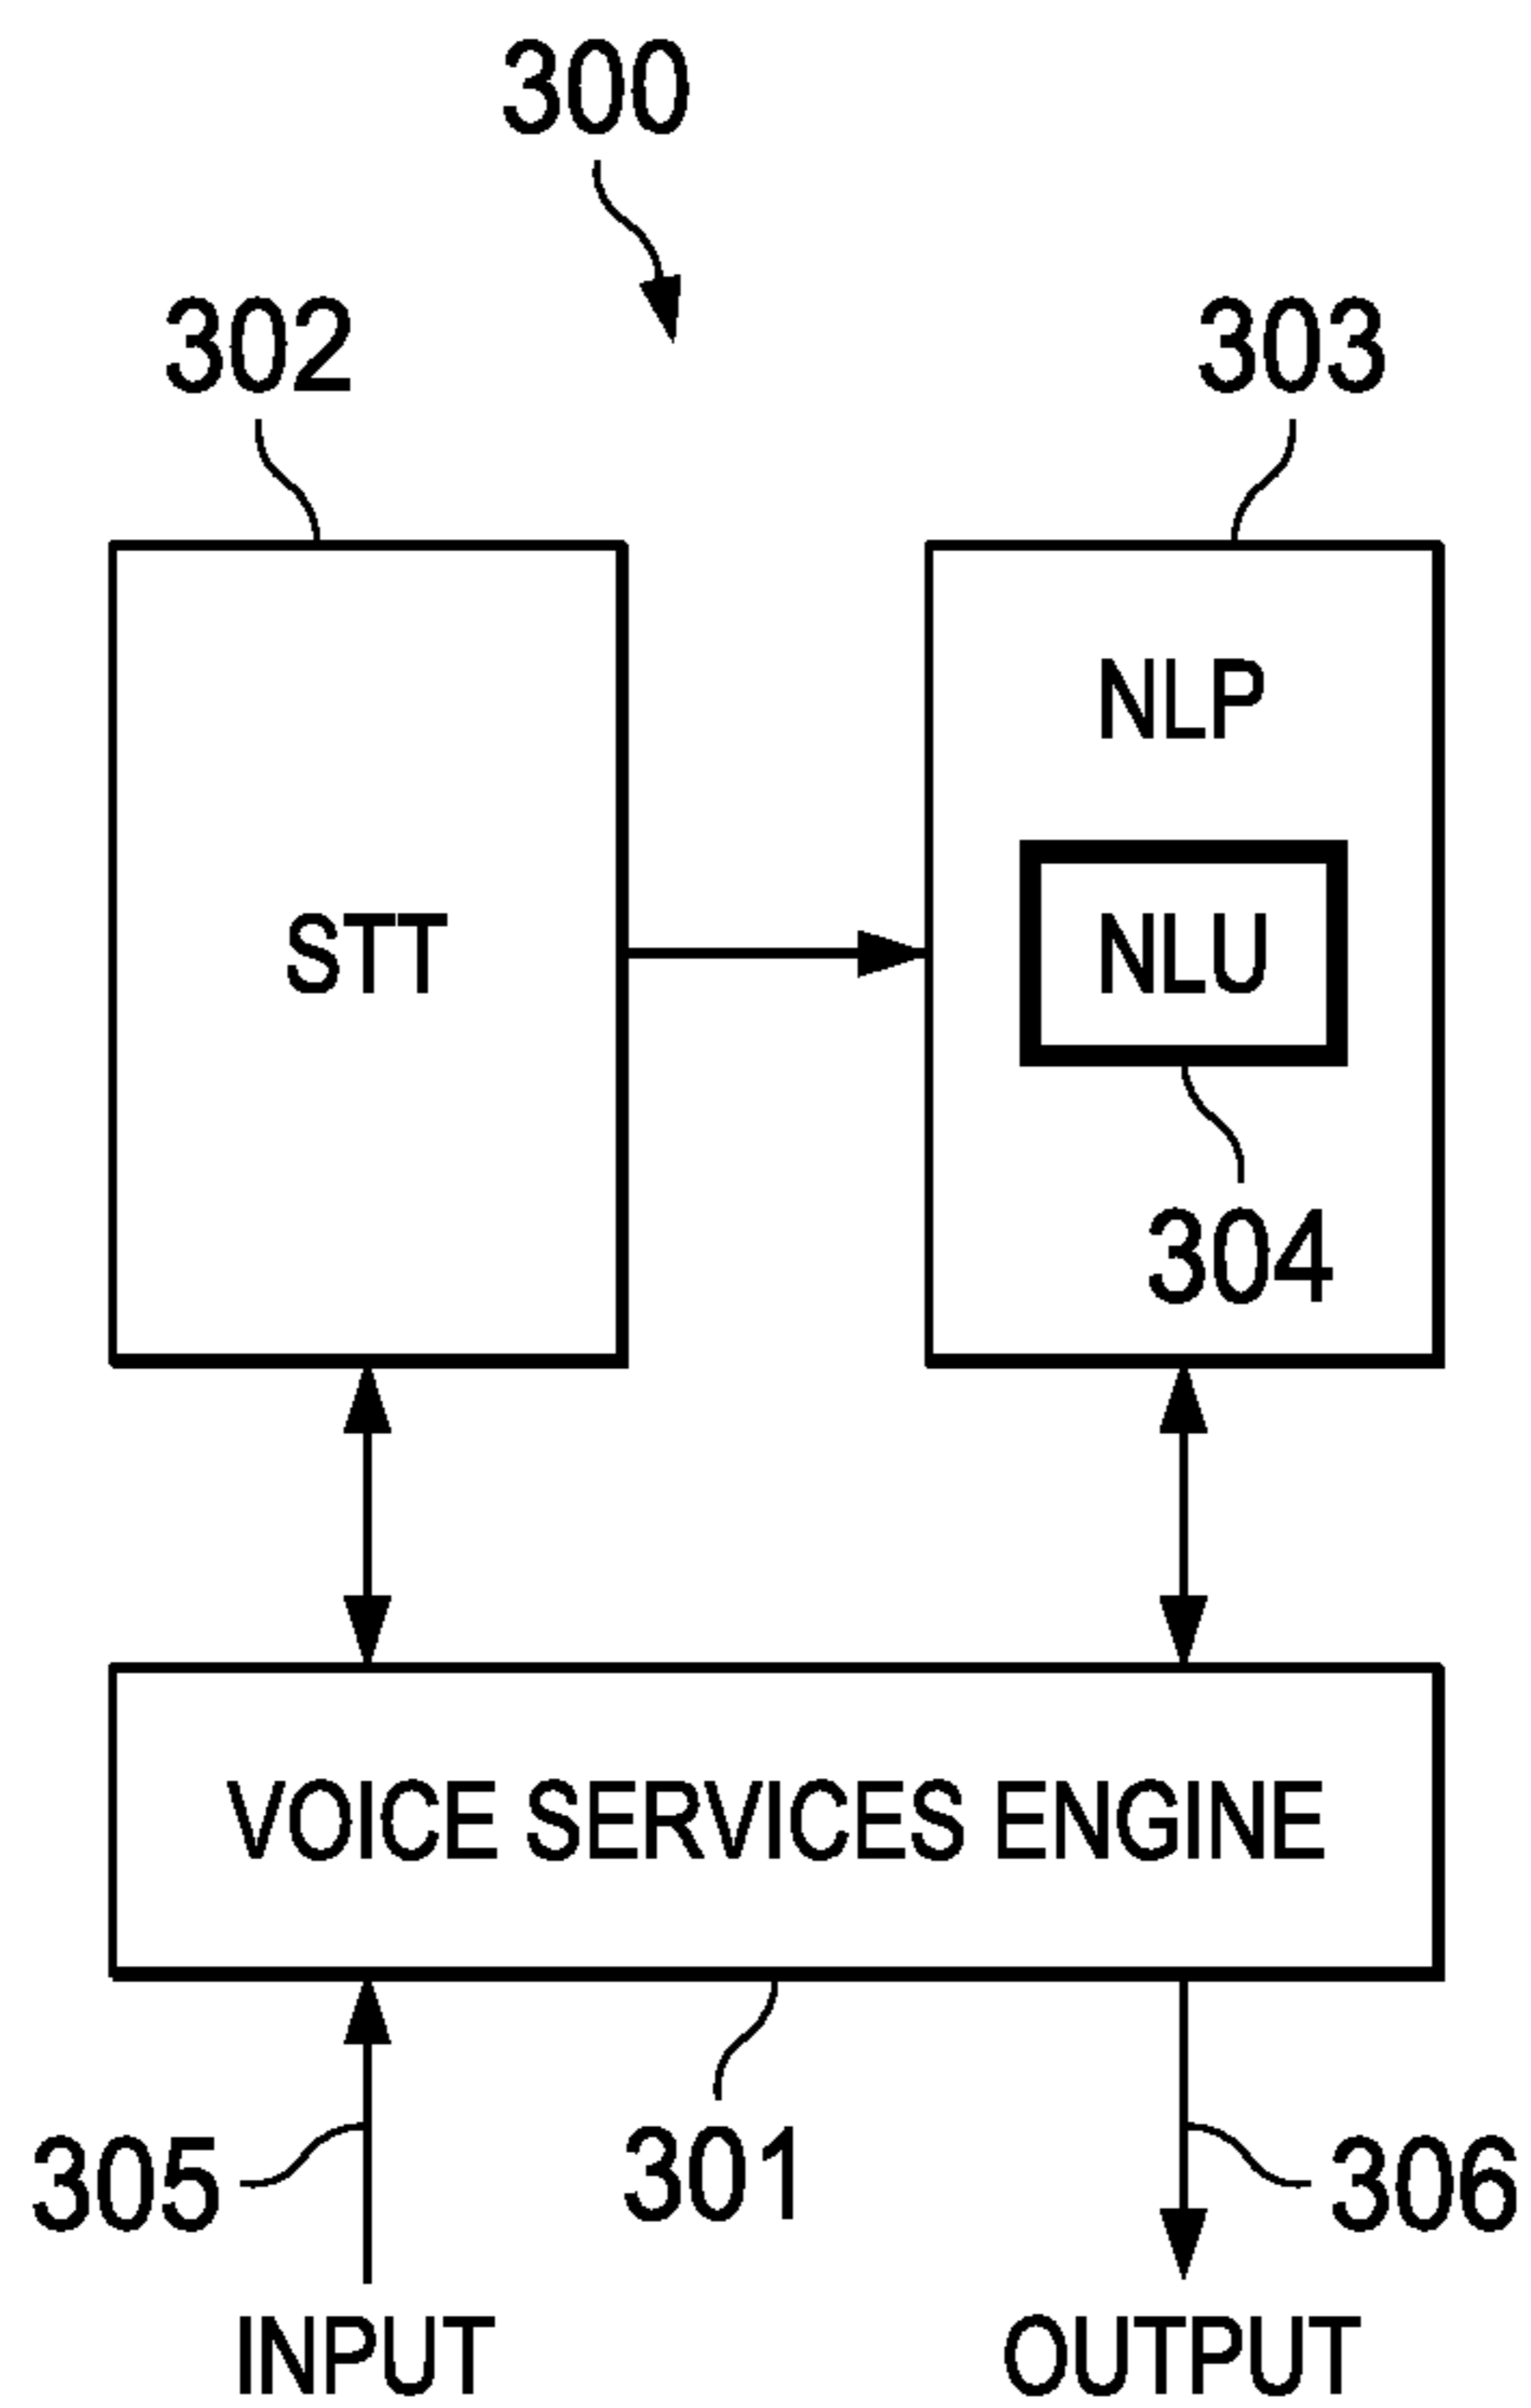 300
302
303
NLP
STT
NLU
304
VOICE SERVICES ENGINE
305
301
306
INPUT
OUTPUT